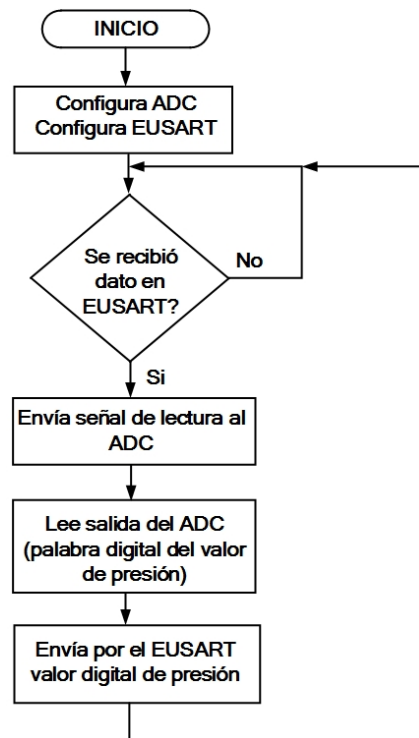 INICIO
Configura ADC
Configura EUSART
Se recibió
dato en
EUSART?
No
Si
Envía señal de lectura al
ADC
Lee salida del ADC
(palabra digital del valor
de presión)
Envía por el EUSART
valor digital de presión